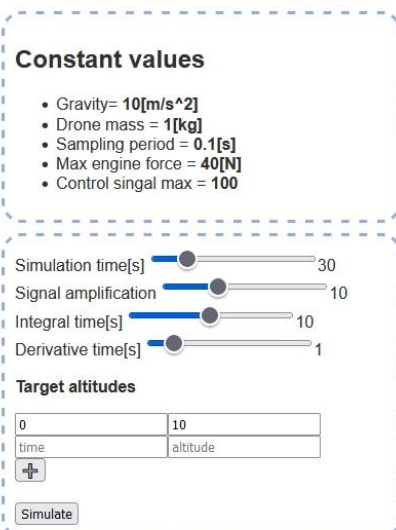 Constant values
• Gravity= 10[m/s^2]
• Drone mass = 1[kg]
• Sampling period = 0.1[s]
• Max engine force = 40[N]
• Control singal max = 100
Simulation time[s] 30
Signal amplification 10
Integral time[s] 10
Derivative time[s] 1
Target altitudes
0 10
time altitude
Simulate